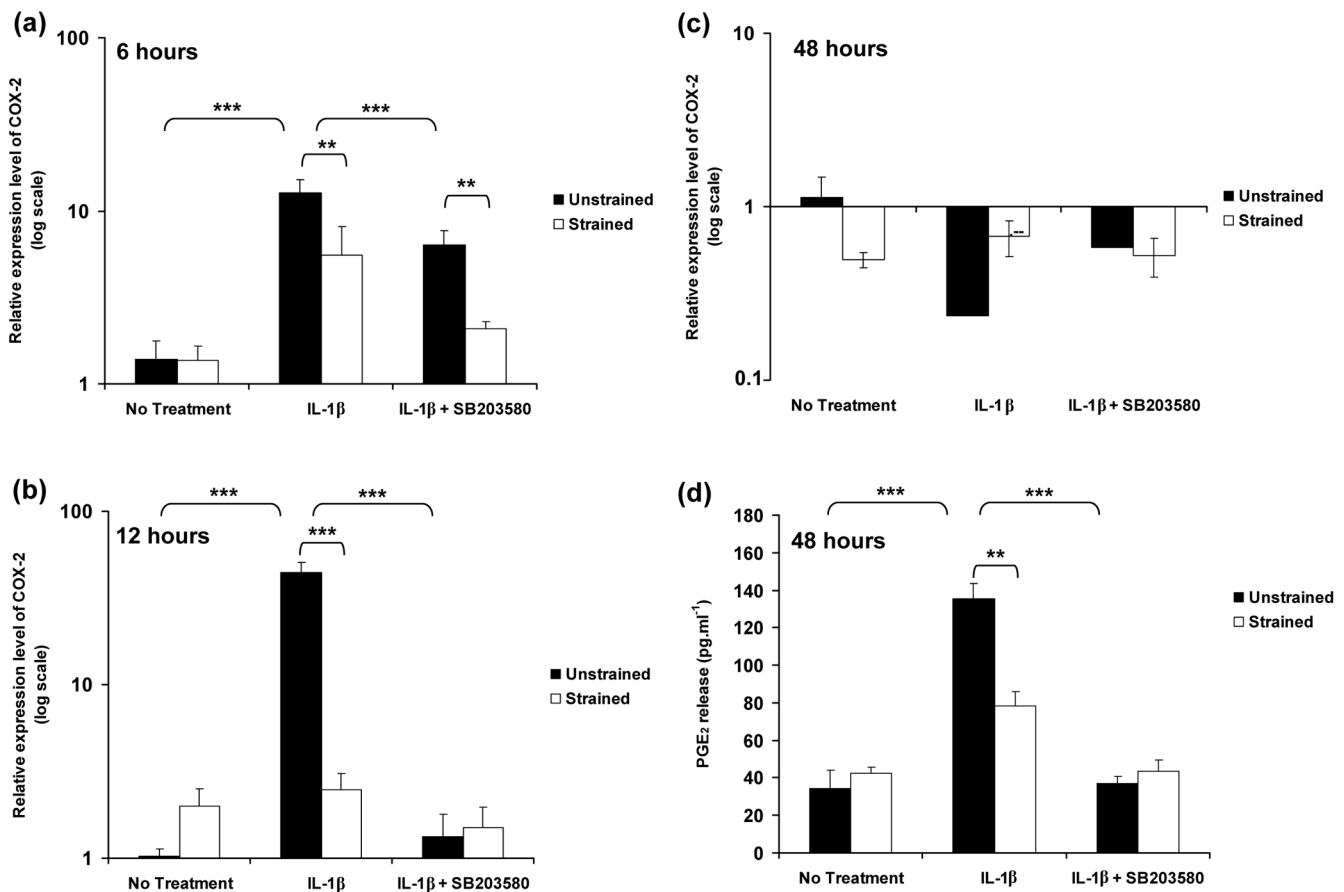 (a)
6 hours
Relative expression level of COX-2
(log scale)
100
10
1
***
***
**
**
Unstrained
Strained
No Treatment
IL-1β
IL-1β + SB203580
(c)
48 hours
Relative expression level of COX-2
(log scale)
10
1
0.1
Unstrained
Strained
No Treatment
IL-1β
IL-1β + SB203580
(b)
12 hours
Relative expression level of COX-2
(log scale)
100
10
1
***
***
***
Unstrained
Strained
No Treatment
IL-1β
IL-1β + SB203580
(d)
48 hours
PGE₂ release (pg.ml⁻¹)
180
160
140
120
100
80
60
40
20
0
***
***
**
Unstrained
Strained
No Treatment
IL-1β
IL-1β + SB203580